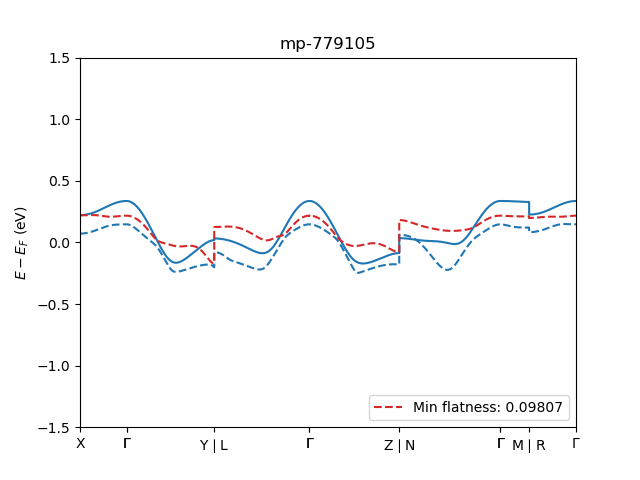 mp-779105
E − E_F (eV)
1.5
1.0
0.5
0.0
−0.5
−1.0
−1.5
Min flatness: 0.09807
X Γ Y | L Γ Z | N Γ M | R Γ